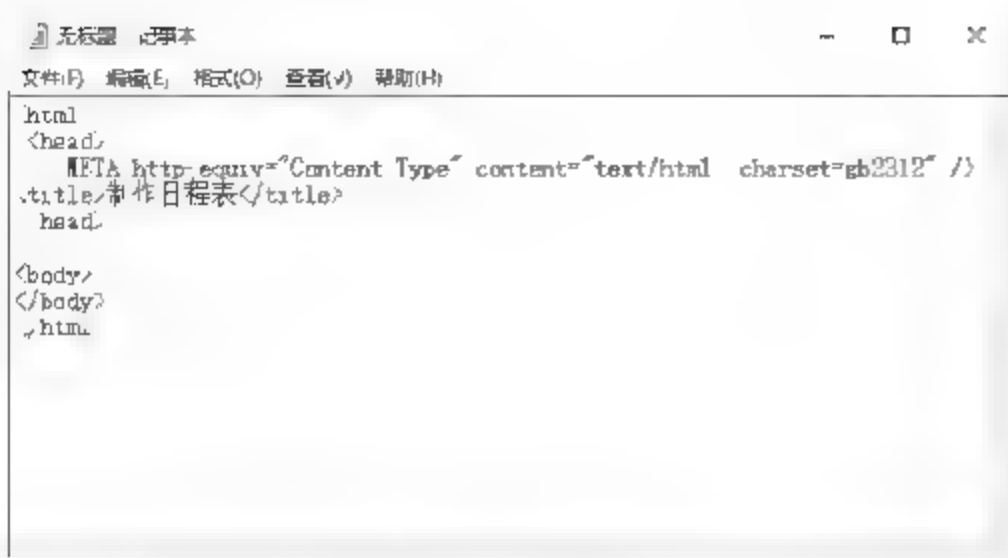 无标题 记事本
文件(F) 编辑(E) 格式(O) 查看(V) 帮助(H)
html
<head>
META http-equiv="Content Type" content="text/html charset=gb2312" />
<title>制作日程表</title>
head>
<body>
</body>
/html